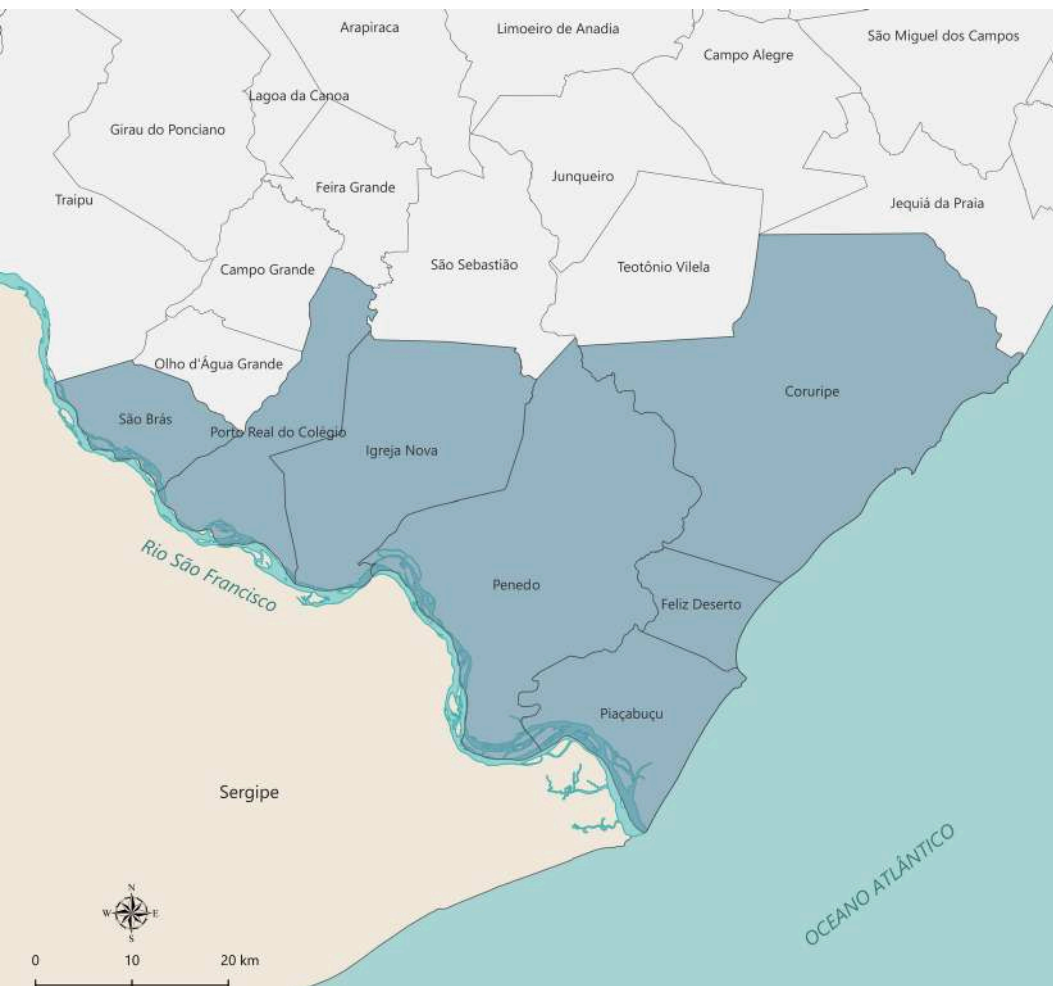 Arapiraca
Limoeiro de Anadia
São Miguel dos Campos
Campo Alegre
Lagoa da Canoa
Girau do Ponciano
Junqueiro
Feira Grande
Traipu
Jequiá da Praia
São Sebastião
Teotônio Vilela
Campo Grande
Olho d'Água Grande
Coruripe
São Brás
Porto Real do Colégio
Igreja Nova
Rio São Francisco
Penedo
Feliz Deserto
Piaçabuçu
Sergipe
OCEANO ATLÂNTICO
N
W E
S
0 10 20 km